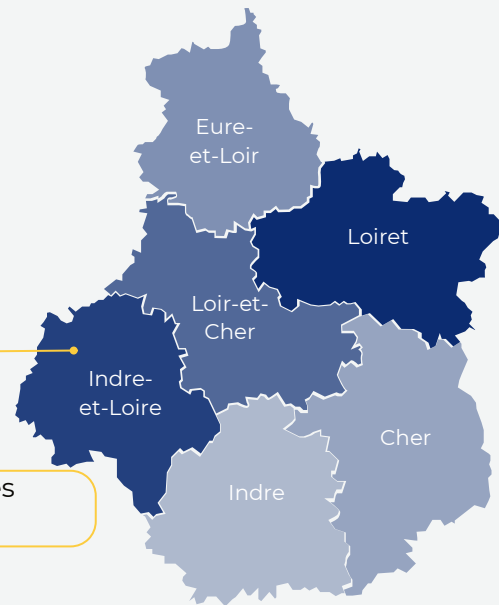 Eure-
et-Loir
Loiret
Loir-et-
Cher
Indre-
et-Loire
Cher
Indre